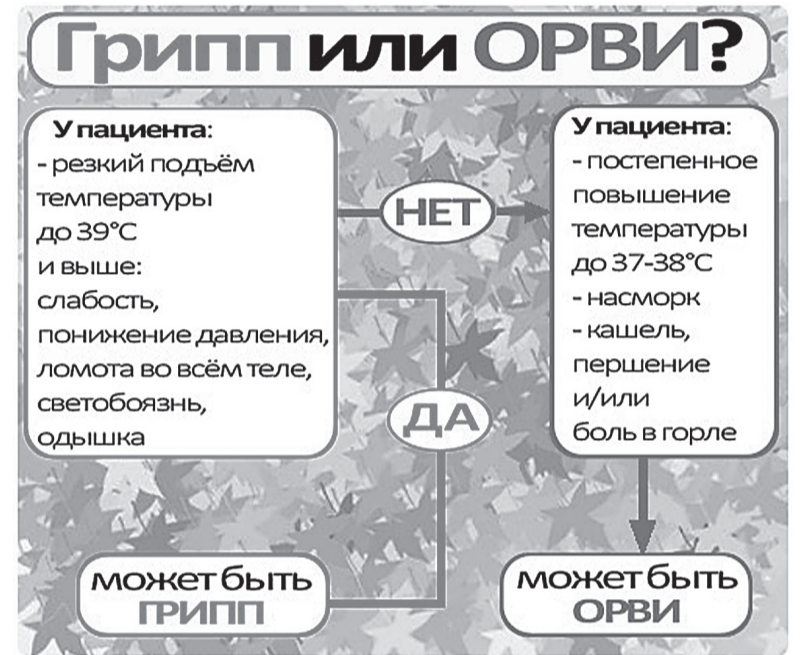 Грипп или ОРВИ?
У пациента:
- резкий подъём
температуры
до 39°С
и выше:
слабость,
понижение давления,
ломота во всём теле,
светобоязнь,
одышка
НЕТ
У пациента:
- постепенное
повышение
температуры
до 37-38°С
- насморк
- кашель,
першение
и/или
боль в горле
ДА
может быть
ГРИПП
может быть
ОРВИ